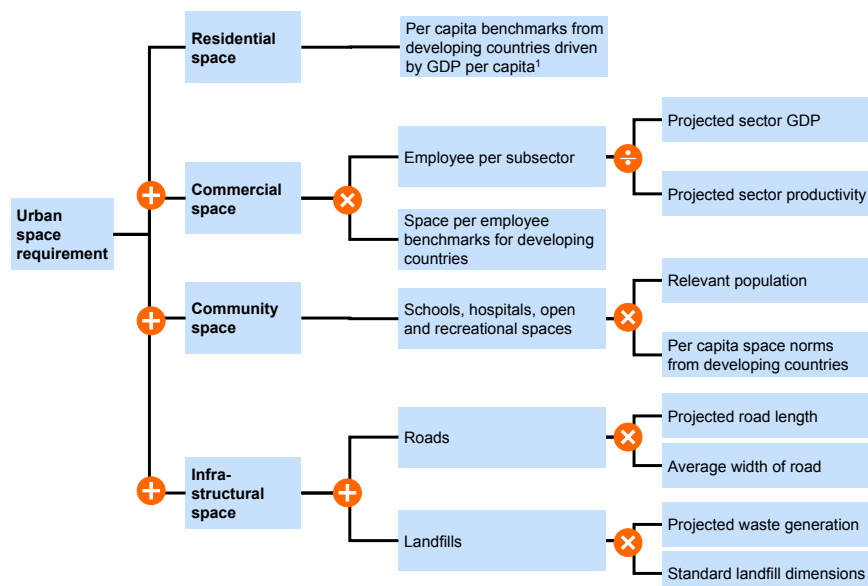 Residential
space
Per capita benchmarks from
developing countries driven
by GDP per capita¹
Projected sector GDP
Employee per subsector
÷
Projected sector productivity
+
Commercial
space
×
Space per employee
benchmarks for developing
countries
Urban
space
requirement
Relevant population
+
Community
space
Schools, hospitals, open
and recreational spaces
×
Per capita space norms
from developing countries
Projected road length
Roads
×
Average width of road
+
Infra-
structural
space
+
Projected waste generation
Landfills
×
Standard landfill dimensions